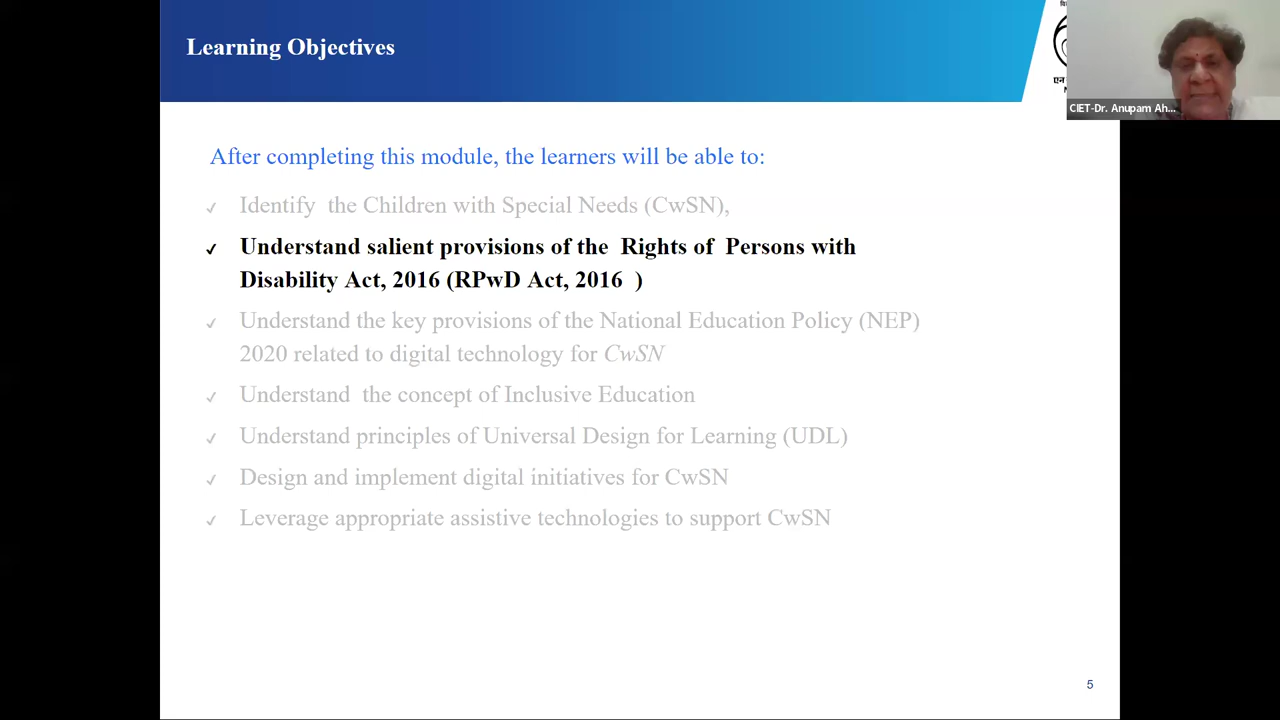 Learning Objectives
एन
CIET-Dr. Anupam Ah...
After completing this module, the learners will be able to:
✓ Identify the Children with Special Needs (CwSN),
✓ Understand salient provisions of the Rights of Persons with
Disability Act, 2016 (RPwD Act, 2016 )
✓ Understand the key provisions of the National Education Policy (NEP)
2020 related to digital technology for CwSN
✓ Understand the concept of Inclusive Education
✓ Understand principles of Universal Design for Learning (UDL)
✓ Design and implement digital initiatives for CwSN
✓ Leverage appropriate assistive technologies to support CwSN
5